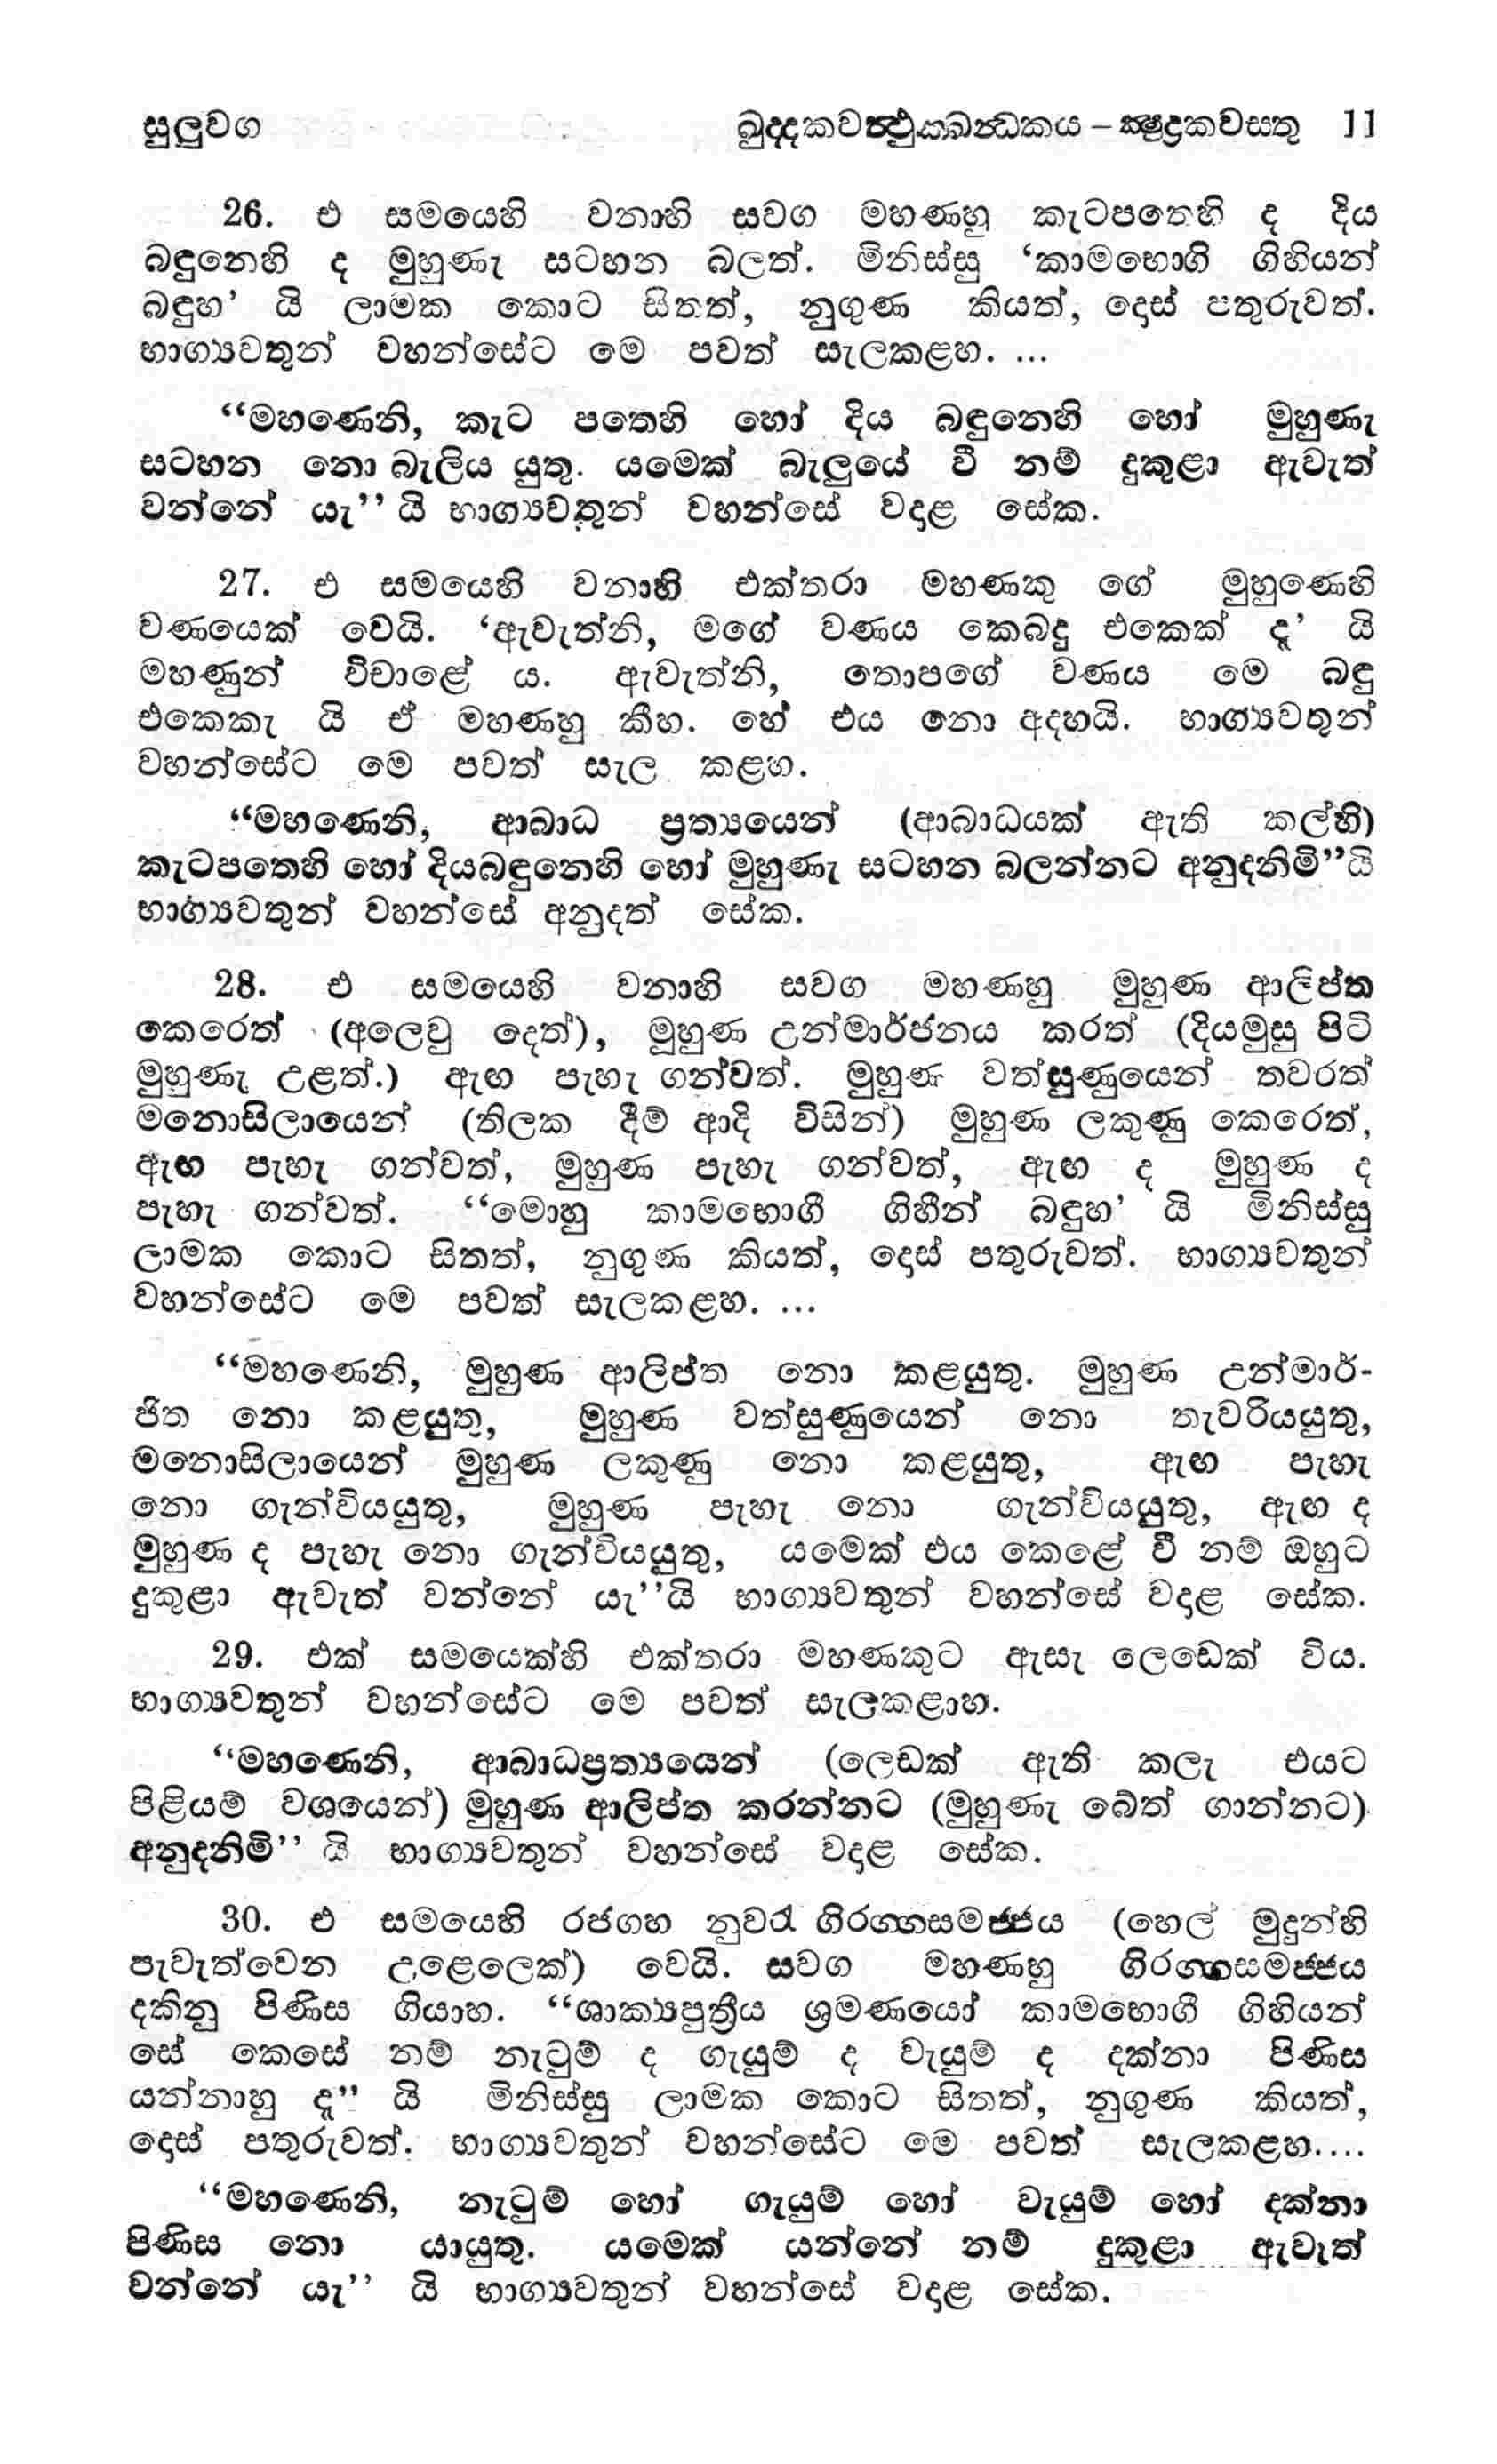 සුලුවග ඛුද්දකවත්ථුක්ඛන්ධකය – ක්ෂුද්‍රකවස්තු 11
26. එ සමයෙහි වනාහි සවග මහණහු කැටපතෙහි ද දිය
බඳුනෙහි ද මුහුණැ සටහන බලත්. මිනිස්සු ‘කාමභොගී ගිහියන්
බඳුහ’ යි ලාමක කොට සිතත්, නුගුණ කියත්, දොස් පතුරුවත්.
භාග්‍යවතුන් වහන්සේට මෙ පවත් සැලකළහ. ...
“මහණෙනි, කැට පතෙහි හෝ දිය බඳුනෙහි හෝ මුහුණැ
සටහන නො බැලිය යුතු. යමෙක් බැලුයේ වී නම් දුකුළා ඇවැත්
වන්නේ යැ’’ යි භාග්‍යවතුන් වහන්සේ වදාළ සේක.
27. එ සමයෙහි වනාහි එක්තරා මහණකු ගේ මුහුණෙහි
වණයෙක් වෙයි. ‘ඇවැත්නි, මගේ වණය කෙබඳු එකෙක් දැ’ යි
මහණුන් විචාළේ ය. ඇවැත්නි, තොපගේ වණය මෙ බඳු
එකෙකැ යි ඒ මහණහු කීහ. හේ එය නො අදහයි. භාග්‍යවතුන්
වහන්සේට මෙ පවත් සැල කළහ.
“මහණෙනි, ආබාධ ප්‍රත්‍යයෙන් (ආබාධයක් ඇති කල්හි)
කැටපතෙහි හෝ දියබඳුනෙහි හෝ මුහුණැ සටහන බලන්නට අනුදනිමි”යි
භාග්‍යවතුන් වහන්සේ අනුදත් සේක.
28. එ සමයෙහි වනාහි සවග මහණහු මුහුණ ආලිප්ත
කෙරෙත් (අලෙවු දෙත්), මූහුණ උන්මාර්ජනය කරත් (දියමුසු පිටි
මුහුණැ උළත්.) ඇඟ පැහැ ගන්වත්. මුහුණ වත්සුණුයෙන් තවරත්
මනොසිලායෙන් (තිලක දීම් ආදි විසින්) මුහුණ ලකුණු කෙරෙත්,
ඇඟ පැහැ ගන්වත්, මුහුණ පැහැ ගන්වත්, ඇඟ ද මුහුණ ද
පැහැ ගන්වත්. “මොහු කාමභොගී ගිහීන් බඳුහ’ යි මිනිස්සු
ලාමක කොට සිතත්, නුගුණ කියත්, දොස් පතුරුවත්. භාග්‍යවතුන්
වහන්සේට මෙ පවත් සැලකළහ. ...
“මහණෙනි, මුහුණ ආලිප්ත නො කළයුතු. මුහුණ උන්මාර්-
ජිත නො කළයුතු, මුහුණ වත්සුණුයෙන් නො තැවරියයුතු,
මනොසිලායෙන් මුහුණ ලකුණු නො කළයුතු, ඇඟ පැහැ
නො ගැන්වියයුතු, මුහුණ පැහැ නො ගැන්වියයුතු, ඇඟ ද
මුහුණ ද පැහැ නො ගැන්වියයුතු, යමෙක් එය කෙළේ වී නම් ඔහුට
දුකුළා ඇවැත් වන්නේ යැ’’යි භාග්‍යවතුන් වහන්සේ වදාළ සේක.
29. එක් සමයෙක්හි එක්තරා මහණකුට ඇසැ ලෙඩෙක් විය.
භාග්‍යවතුන් වහන්සේට මෙ පවත් සැලකළාහ.
“මහණෙනි, ආබාධප්‍රත්‍යයෙන් (ලෙඩක් ඇති කලැ එයට
පිළියම් වශයෙන්) මුහුණ ආලිප්ත කරන්නට (මුහුණැ බේත් ගාන්නට)
අනුදනිමි’’ යි භාග්‍යවතුන් වහන්සේ වදාළ සේක.
30. එ සමයෙහි රජගහ නුවරැ ගිරග්ගසමජ්ජය (හෙල් මුදුන්හි
පැවැත්වෙන උළෙලෙක්) වෙයි. සවග මහණහු ගිරග්ගසමජ්ජය
දකිනු පිණිස ගියාහ. “ශාක්‍යපුත්‍රීය ශ්‍රමණයෝ කාමභොගී ගිහියන්
සේ කෙසේ නම් නැටුම් ද ගැයුම් ද වැයුම් ද දක්නා පිණිස
යන්නාහු දැ” යි මිනිස්සු ලාමක කොට සිතත්, නුගුණ කියත්,
දොස් පතුරුවත්. භාග්‍යවතුන් වහන්සේට මෙ පවත් සැලකළහ....
“මහණෙනි, නැටුම් හෝ ගැයුම් හෝ වැයුම් හෝ දක්නා
පිණිස නො යායුතු. යමෙක් යන්නේ නම් දුකුළා ඇවැත්
වන්නේ යැ’’ යි භාග්‍යවතුන් වහන්සේ වදාළ සේක.